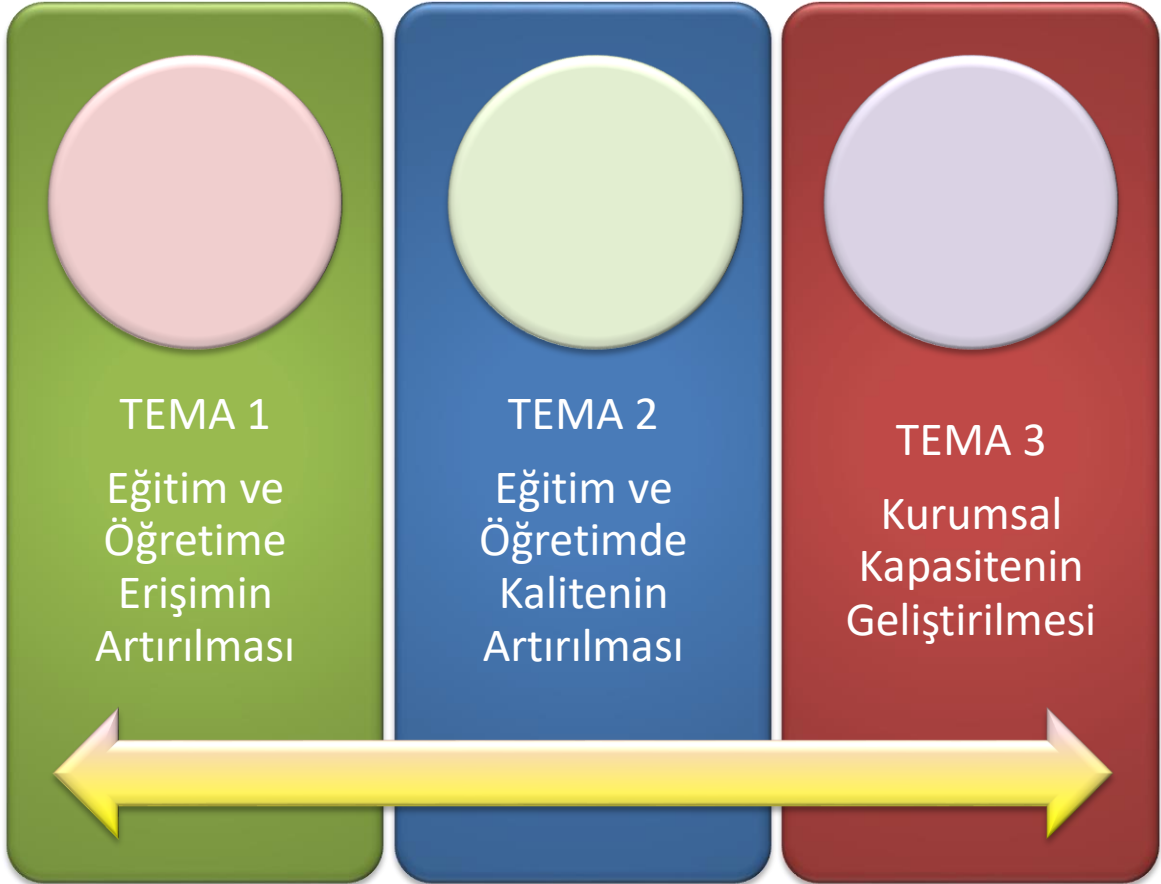 TEMA 1
Eğitim ve
Öğretime
Erişimin
Artırılması
TEMA 2
Eğitim ve
Öğretimde
Kalitenin
Artırılması
TEMA 3
Kurumsal
Kapasitenin
Geliştirilmesi